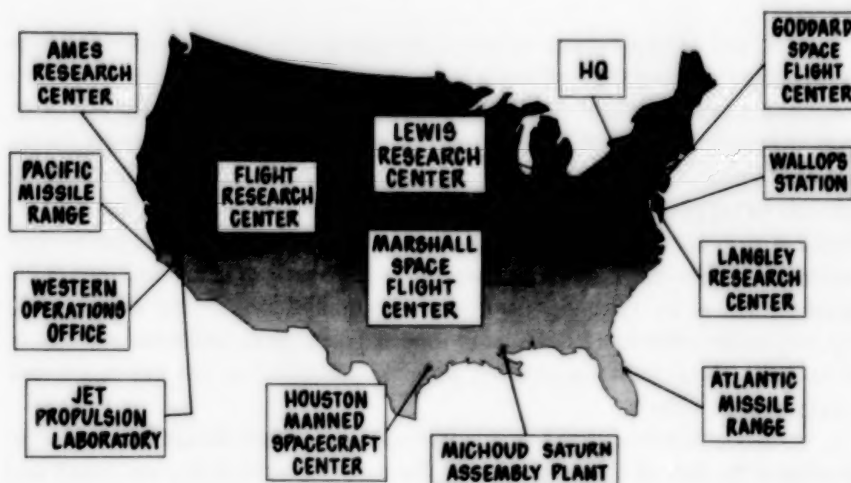 AMES
RESEARCH
CENTER
PACIFIC
MISSILE
RANGE
WESTERN
OPERATIONS
OFFICE
JET
PROPULSION
LABORATORY
FLIGHT
RESEARCH
CENTER
LEWIS
RESEARCH
CENTER
MARSHALL
SPACE
FLIGHT
CENTER
HOUSTON
MANNED
SPACECRAFT
CENTER
MICHOUD SATURN
ASSEMBLY PLANT
HQ
GODDARD
SPACE
FLIGHT
CENTER
WALLOPS
STATION
LANGLEY
RESEARCH
CENTER
ATLANTIC
MISSILE
RANGE